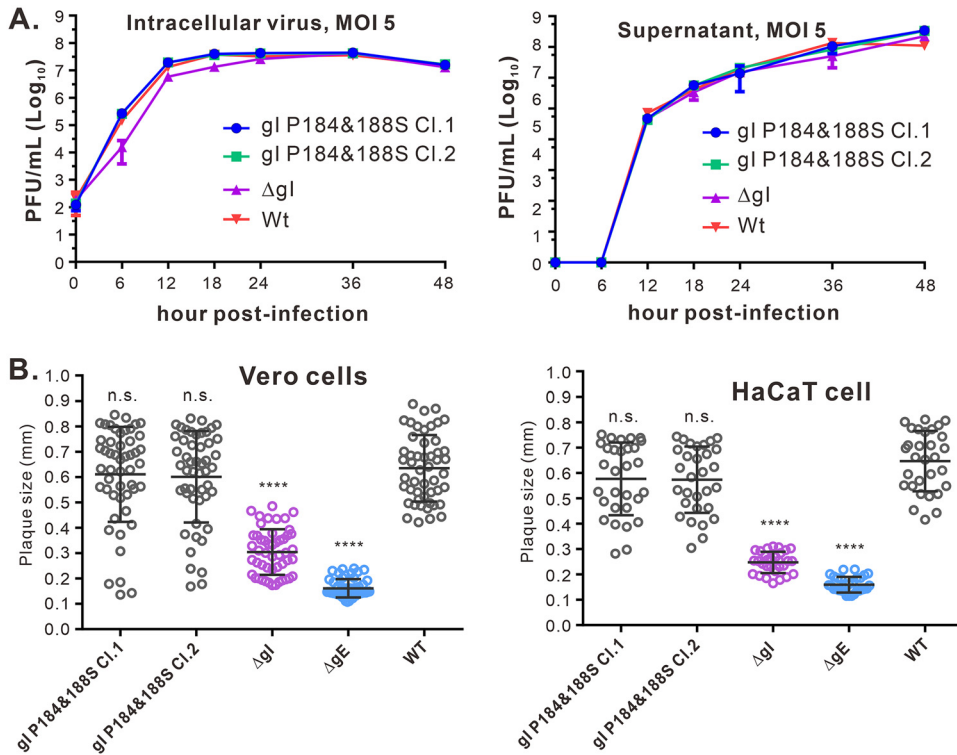 A.
Intracellular virus, MOI 5
PFU/mL (Log10)
9
8
7
6
5
4
3
2
1
0
0 6 12 18 24 36 48
hour post-infection
gI P184&188S Cl.1
gI P184&188S Cl.2
ΔgI
Wt
Supernatant, MOI 5
PFU/mL (Log10)
9
8
7
6
5
4
3
2
1
0
0 6 12 18 24 36 48
hour post-infection
gI P184&188S Cl.1
gI P184&188S Cl.2
ΔgI
Wt
B.
Vero cells
Plaque size (mm)
1.0
0.9
0.8
0.7
0.6
0.5
0.4
0.3
0.2
0.1
0.0
n.s.
n.s.
****
****
gI P184&188S Cl.1
gI P184&188S Cl.2
ΔgI
ΔgE
WT
HaCaT cell
Plaque size (mm)
1.0
0.9
0.8
0.7
0.6
0.5
0.4
0.3
0.2
0.1
0.0
n.s.
n.s.
****
****
gI P184&188S Cl.1
gI P184&188S Cl.2
ΔgI
ΔgE
WT